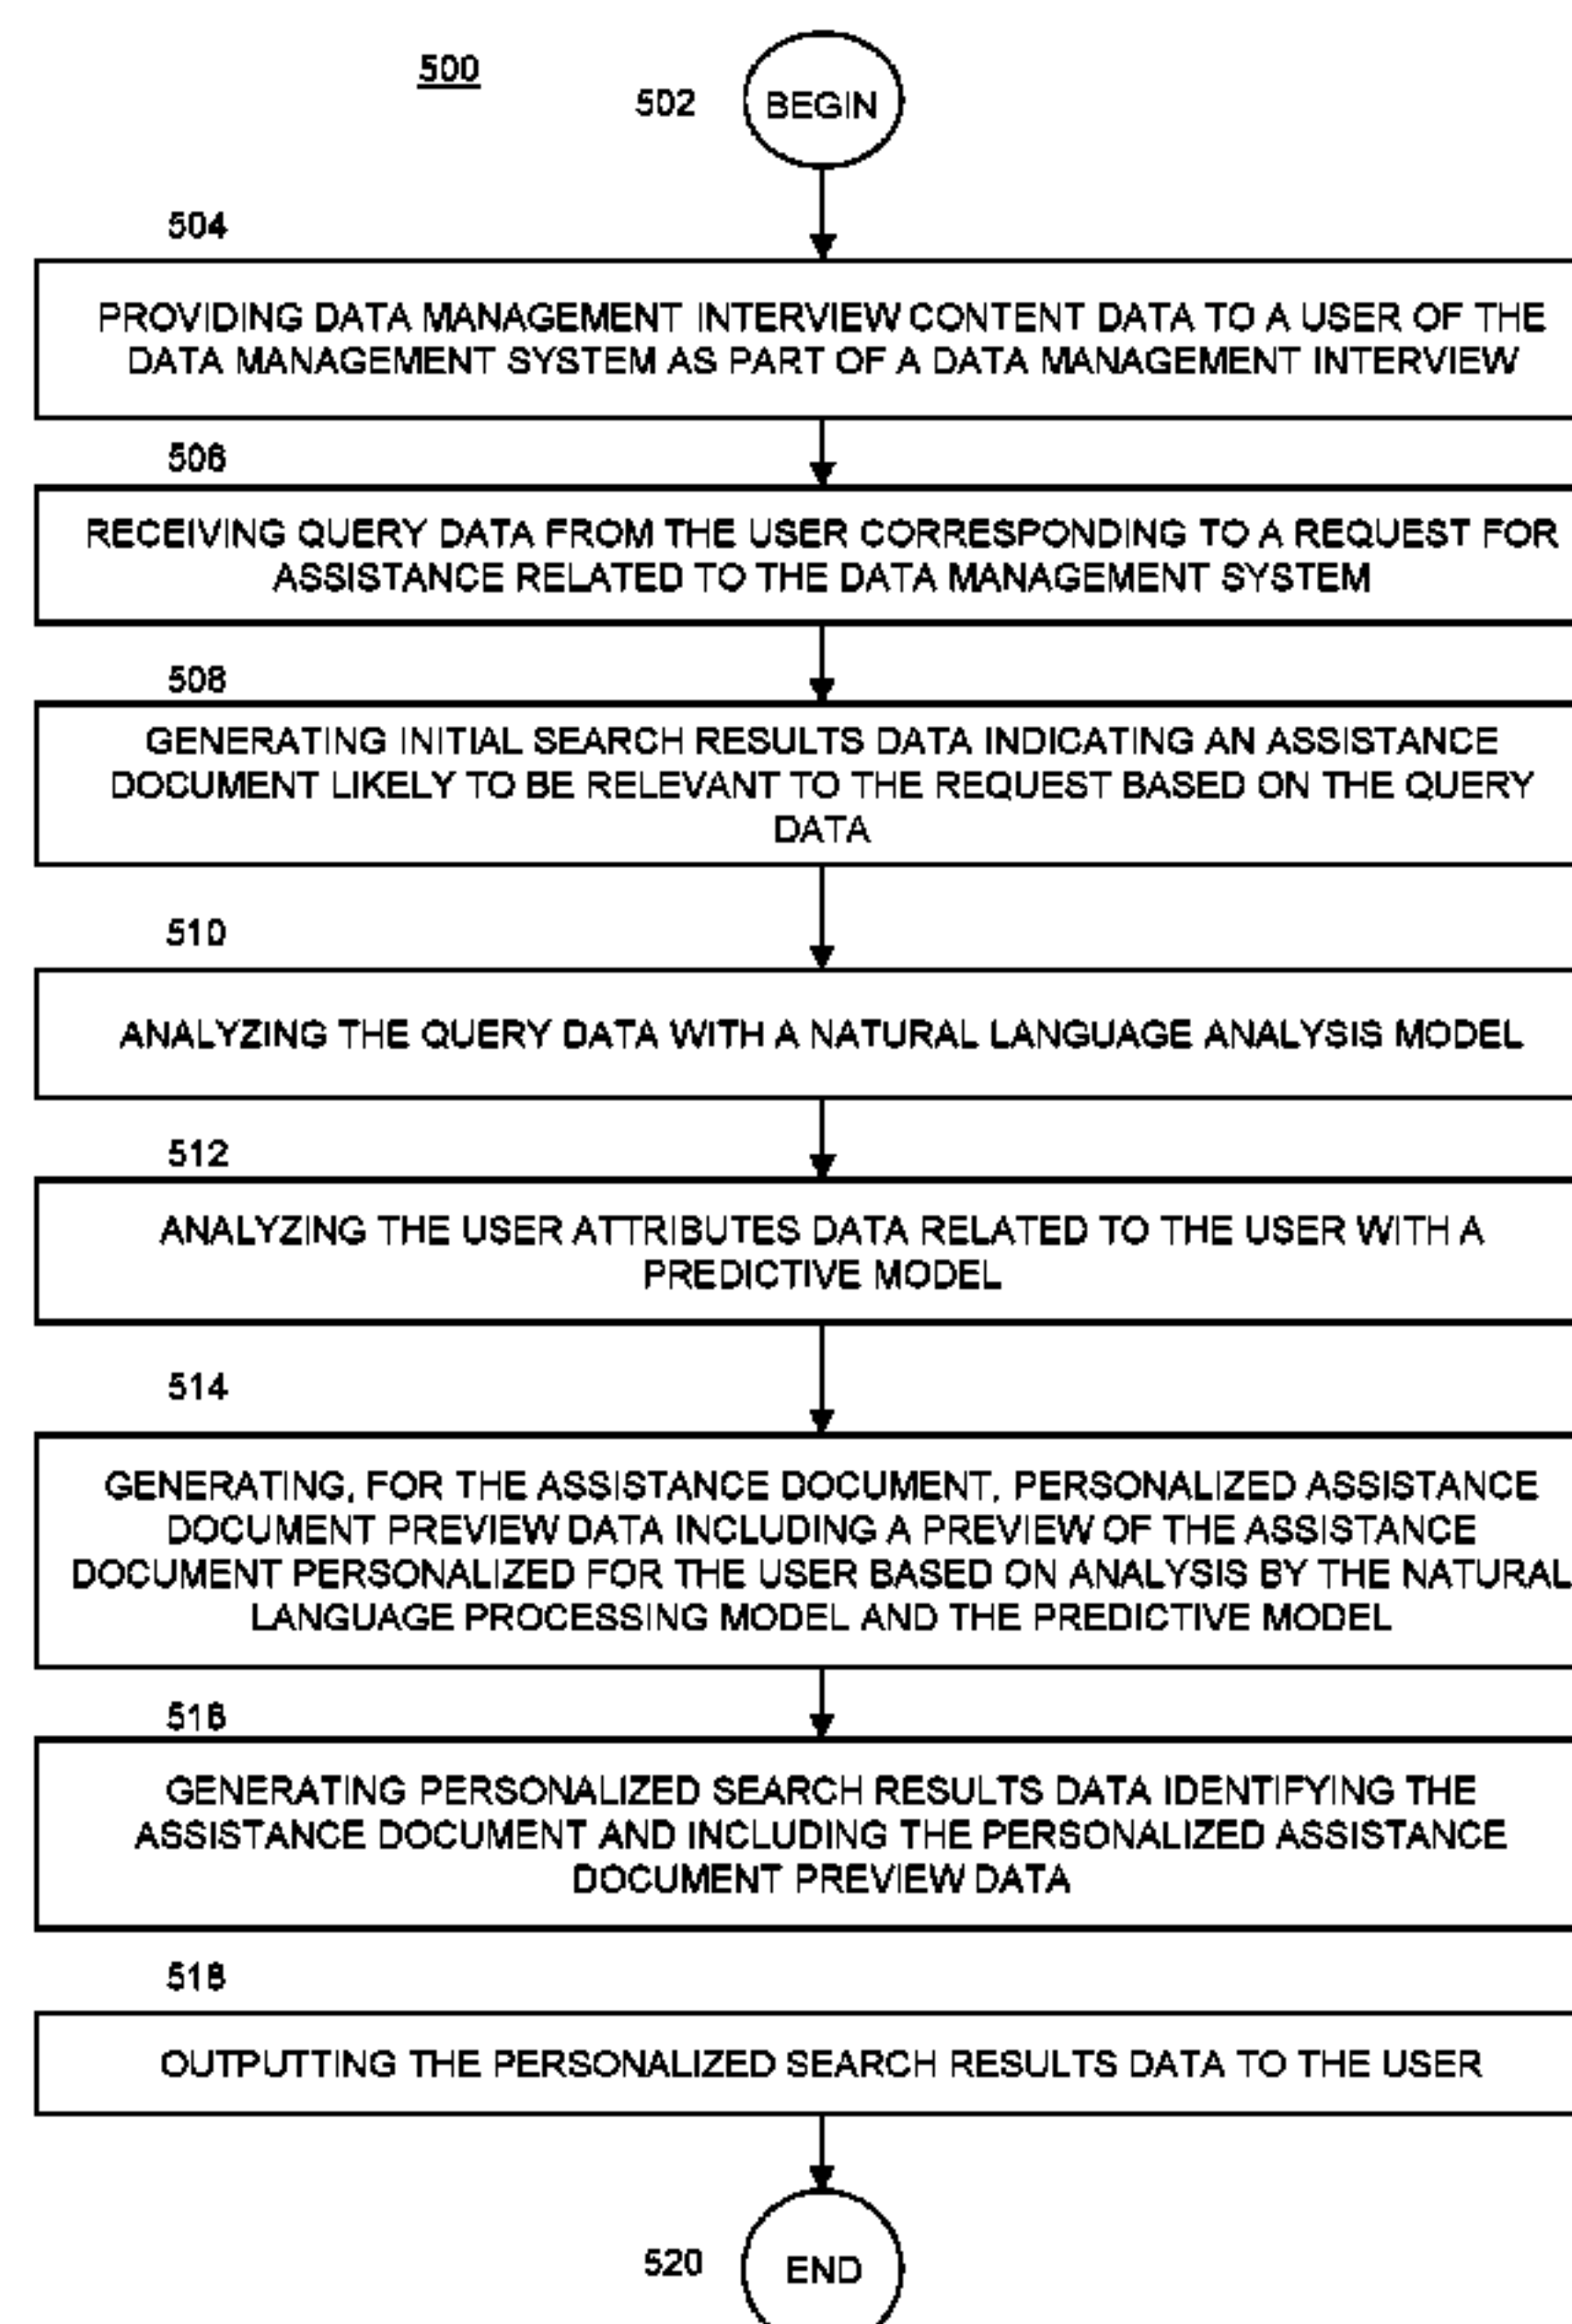 500
502
BEGIN
504
PROVIDING DATA MANAGEMENT INTERVIEW CONTENT DATA TO A USER OF THE
DATA MANAGEMENT SYSTEM AS PART OF A DATA MANAGEMENT INTERVIEW
506
RECEIVING QUERY DATA FROM THE USER CORRESPONDING TO A REQUEST FOR
ASSISTANCE RELATED TO THE DATA MANAGEMENT SYSTEM
508
GENERATING INITIAL SEARCH RESULTS DATA INDICATING AN ASSISTANCE
DOCUMENT LIKELY TO BE RELEVANT TO THE REQUEST BASED ON THE QUERY
DATA
510
ANALYZING THE QUERY DATA WITH A NATURAL LANGUAGE ANALYSIS MODEL
512
ANALYZING THE USER ATTRIBUTES DATA RELATED TO THE USER WITH A
PREDICTIVE MODEL
514
GENERATING, FOR THE ASSISTANCE DOCUMENT, PERSONALIZED ASSISTANCE
DOCUMENT PREVIEW DATA INCLUDING A PREVIEW OF THE ASSISTANCE
DOCUMENT PERSONALIZED FOR THE USER BASED ON ANALYSIS BY THE NATURAL
LANGUAGE PROCESSING MODEL AND THE PREDICTIVE MODEL
516
GENERATING PERSONALIZED SEARCH RESULTS DATA IDENTIFYING THE
ASSISTANCE DOCUMENT AND INCLUDING THE PERSONALIZED ASSISTANCE
DOCUMENT PREVIEW DATA
518
OUTPUTTING THE PERSONALIZED SEARCH RESULTS DATA TO THE USER
520
END